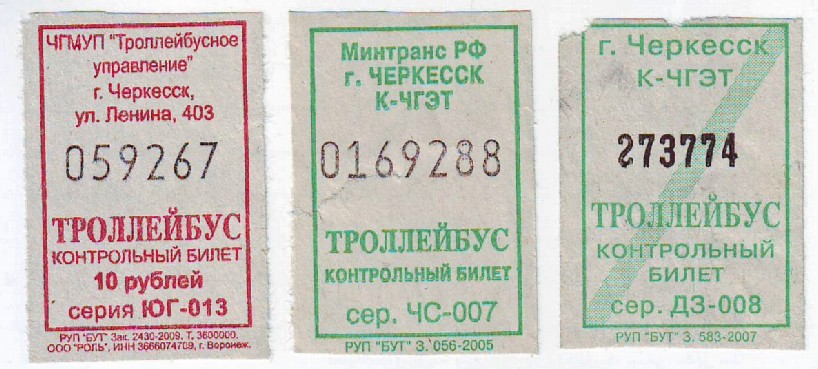 ЧГМУП "Троллейбусное
управление"
г. Черкесск,
ул. Ленина, 403
059267
ТРОЛЛЕЙБУС
КОНТРОЛЬНЫЙ БИЛЕТ
10 рублей
серия ЮГ-013
РУП "БУТ" Зак. 2430-2009. Т. 3600000.
ООО "РОЛЬ", ИНН 3666074769, г. Воронеж.
Минтранс РФ
г. ЧЕРКЕССК
К-ЧГЭТ
0169288
ТРОЛЛЕЙБУС
КОНТРОЛЬНЫЙ БИЛЕТ
сер. ЧС-007
РУП "БУТ" З. 056-2005
г. Черкесск
К-ЧГЭТ
273774
ТРОЛЛЕЙБУС
КОНТРОЛЬНЫЙ
БИЛЕТ
сер. ДЗ-008
РУП "БУТ" З. 583-2007